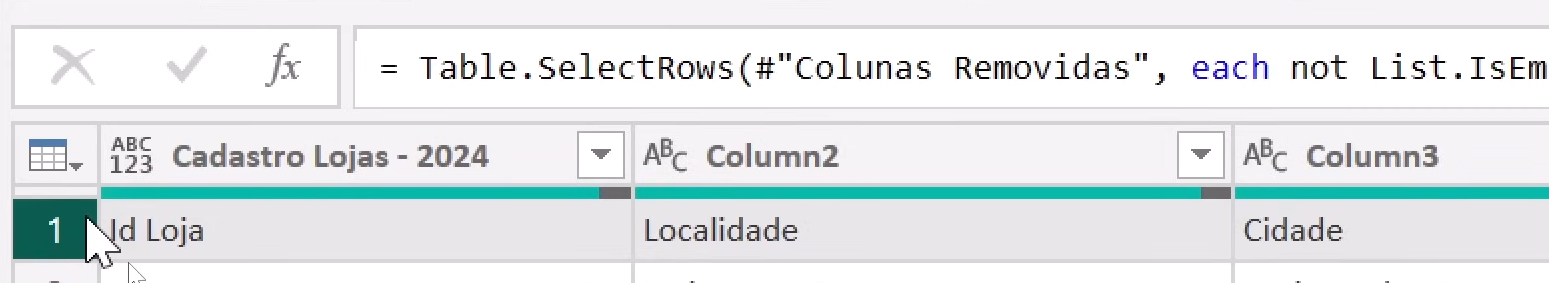 fx = Table.SelectRows(#"Colunas Removidas", each not List.IsEm
ABC 123 Cadastro Lojas - 2024 ABC Column2 ABC Column3
1 Id Loja Localidade Cidade